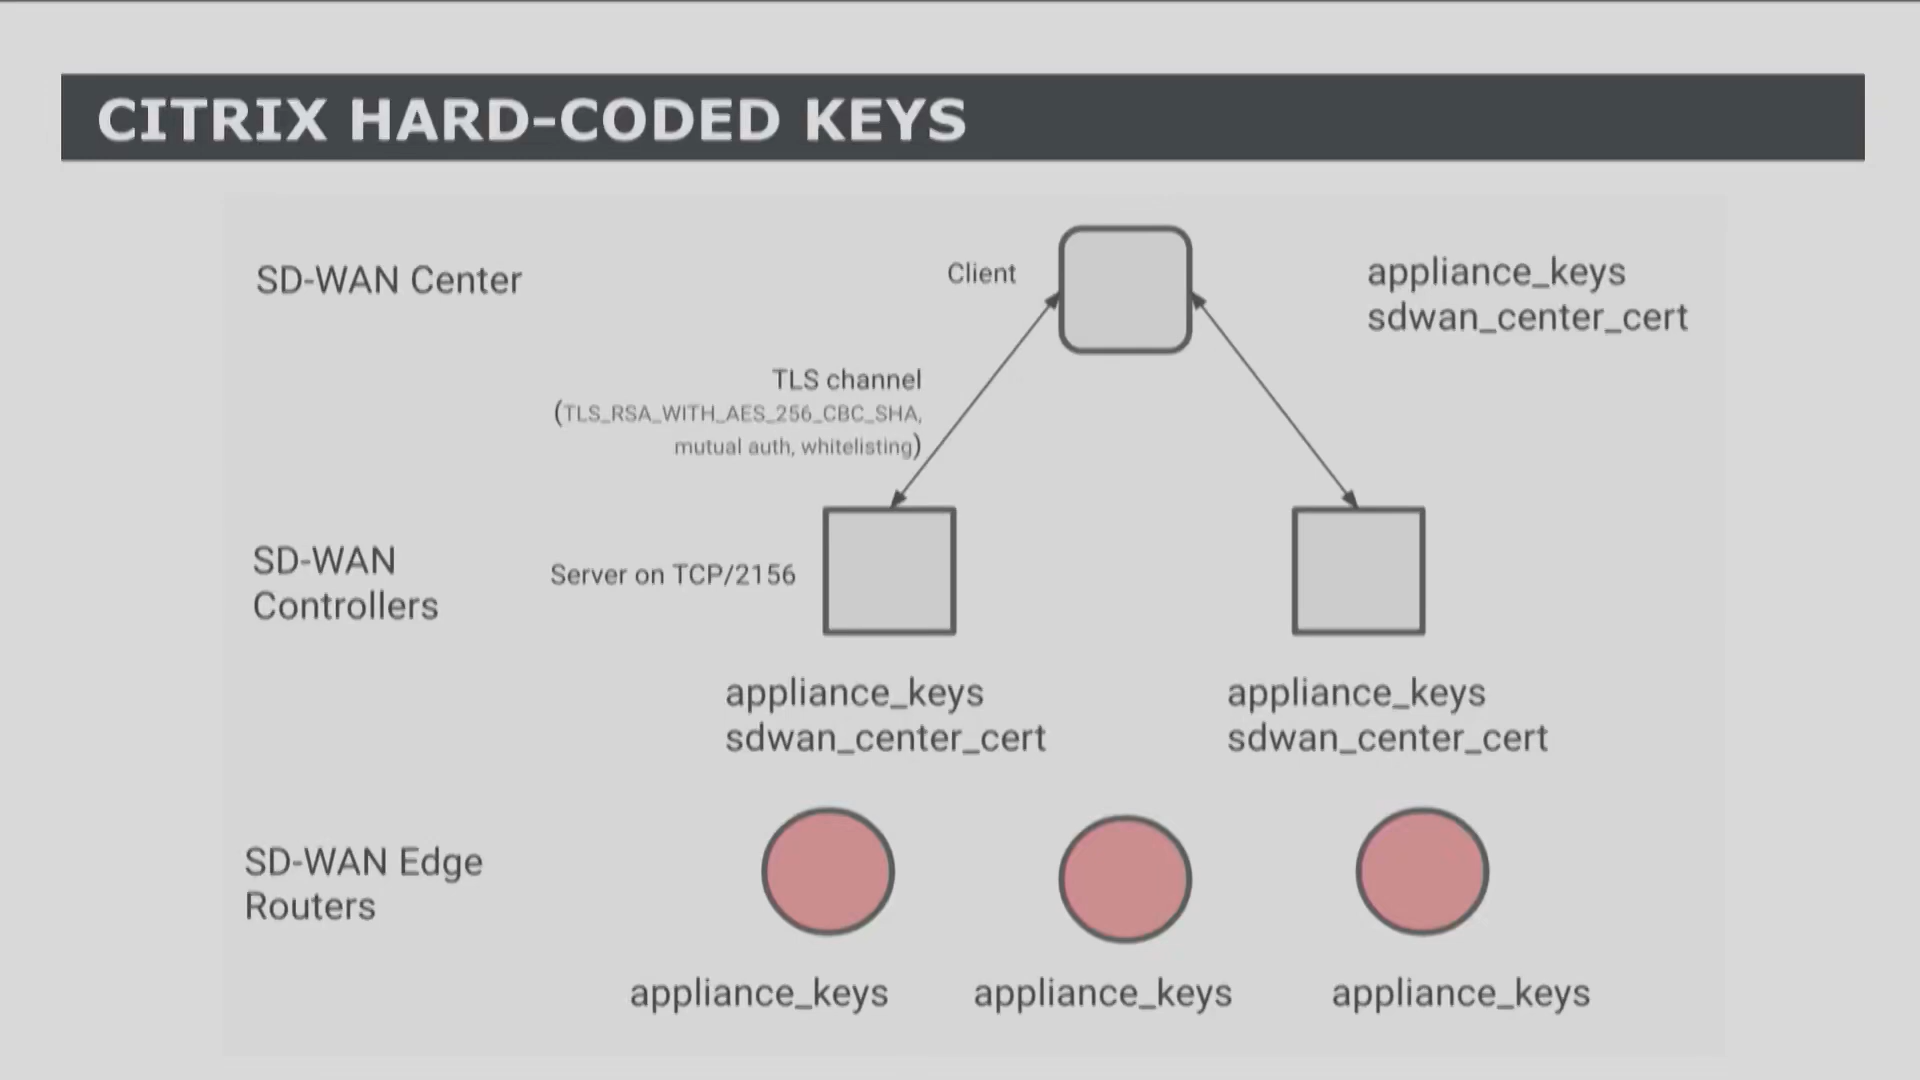 CITRIX HARD-CODED KEYS
SD-WAN Center
Client
appliance_keys
sdwan_center_cert
TLS channel
(TLS_RSA_WITH_AES_256_CBC_SHA,
mutual auth, whitelisting)
SD-WAN
Controllers
Server on TCP/2156
appliance_keys
sdwan_center_cert
appliance_keys
sdwan_center_cert
SD-WAN Edge
Routers
appliance_keys
appliance_keys
appliance_keys